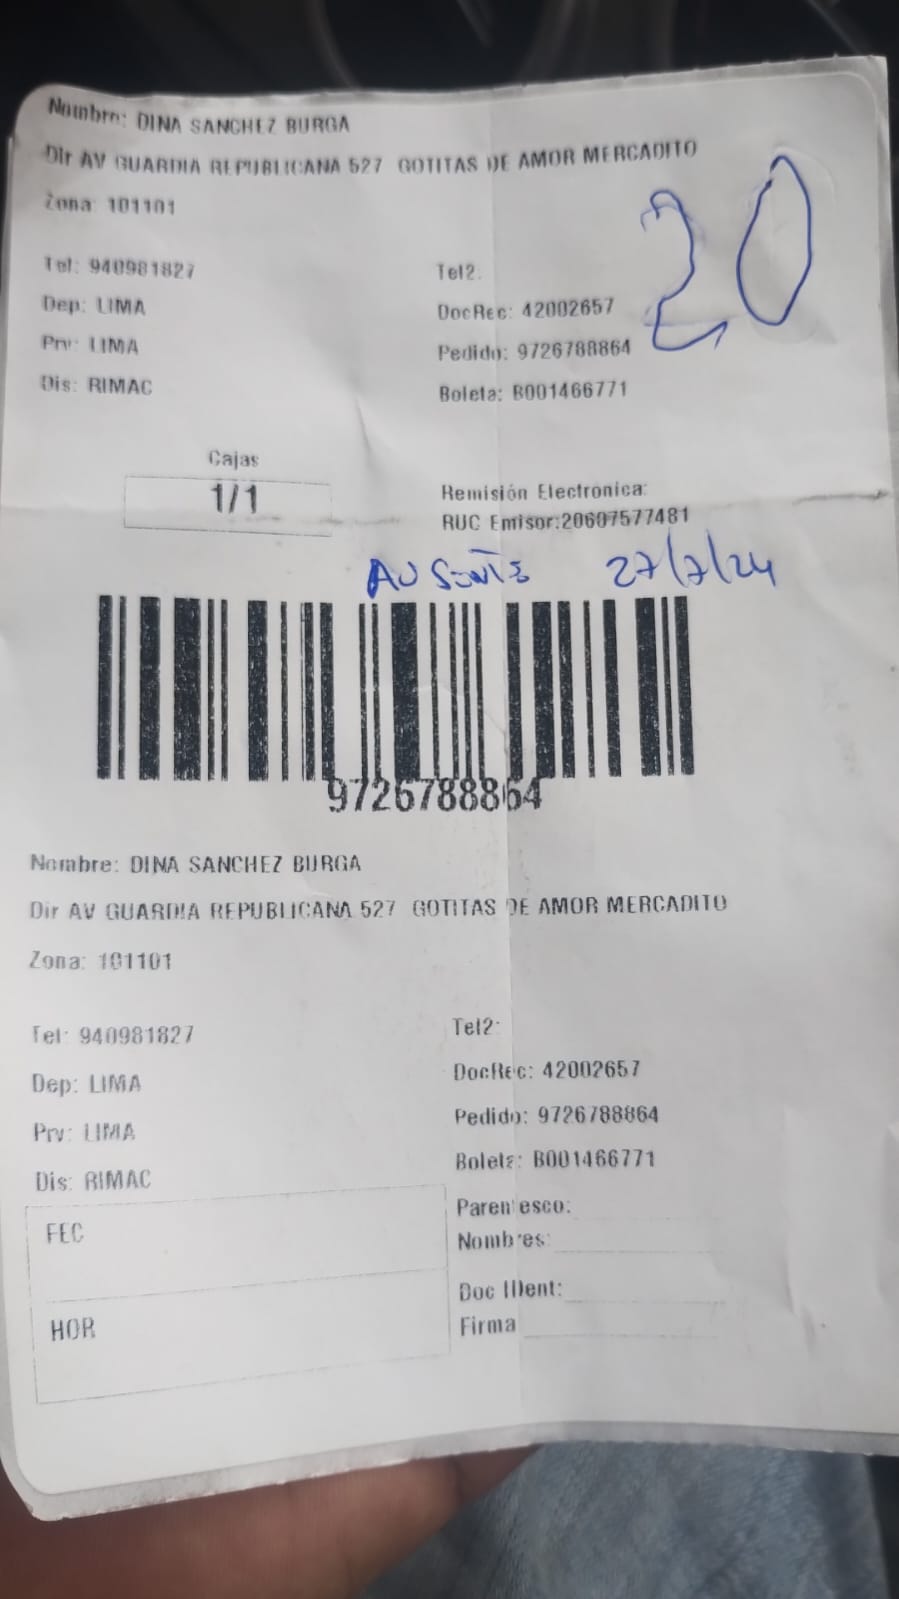 Nombre: DINA SANCHEZ BURGA
Dir AV GUARDIA REPUBLICANA 527 GOTITAS DE AMOR MERCADITO
Zona: 101101
20
Tel: 940981827
Tel2:
Dep: LIMA
DocRec: 42002657
Prv: LIMA
Pedido: 9726788864
Dis: RIMAC
Boleta: B001466771
Cajas
1/1
Remisión Electronica:
RUC Emisor:20607577481
AUSENTE 27/7/24
9726788864
Nombre: DINA SANCHEZ BURGA
Dir AV GUARDIA REPUBLICANA 527 GOTITAS DE AMOR MERCADITO
Zona: 101101
Tel: 940981827
Tel2:
Dep: LIMA
DocRec: 42002657
Prv: LIMA
Pedido: 9726788864
Dis: RIMAC
Boleta: B001466771
FEC
Parentesco:
Nombres:
HOR
Doc IDent:
Firma